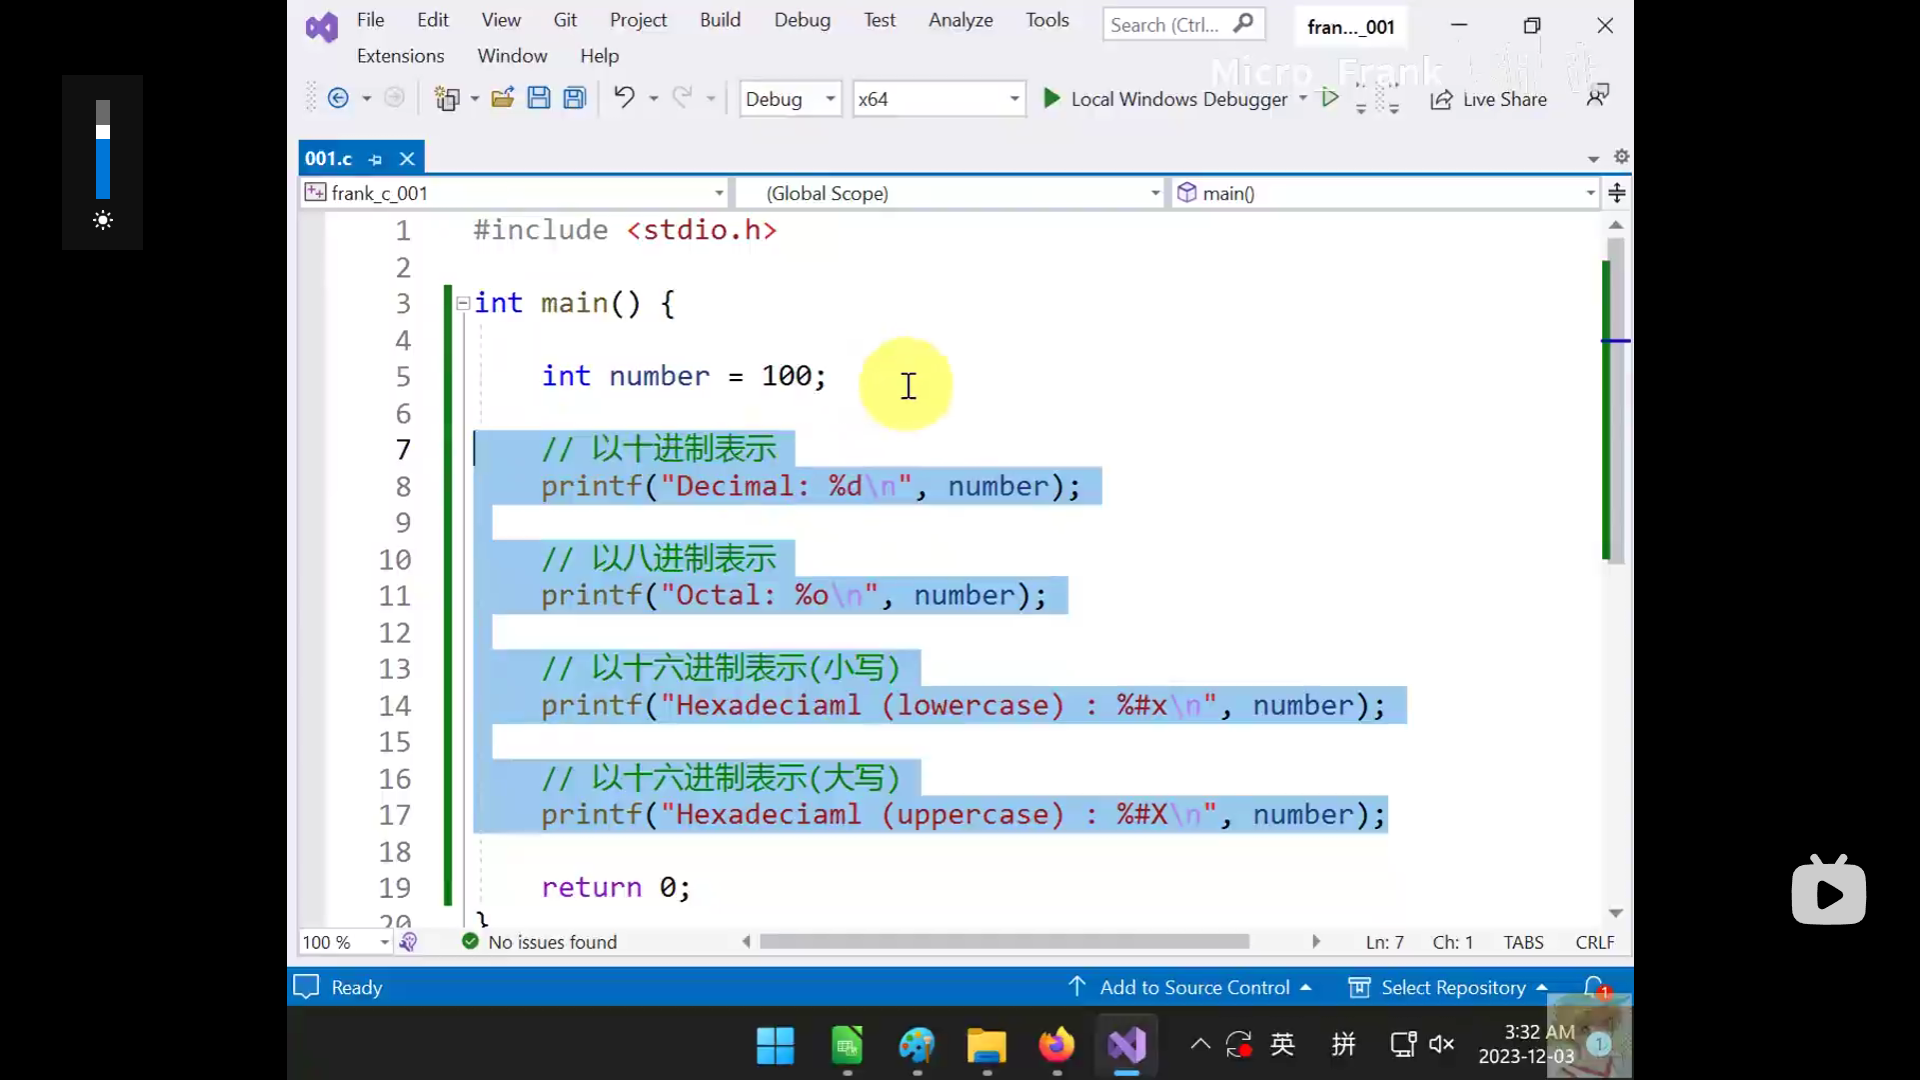 File Edit View Git Project Build Debug Test Analyze Tools Search (Ctrl... fran..._001
Extensions Window Help
Micro_Frank
Debug x64 Local Windows Debugger Live Share
001.c
frank_c_001 (Global Scope) main()
1 #include <stdio.h>
2
3 int main() {
4
5 int number = 100;
6
7 // 以十进制表示
8 printf("Decimal: %d\n", number);
9
10 // 以八进制表示
11 printf("Octal: %o\n", number);
12
13 // 以十六进制表示(小写)
14 printf("Hexadeciaml (lowercase) : %#x\n", number);
15
16 // 以十六进制表示(大写)
17 printf("Hexadeciaml (uppercase) : %#X\n", number);
18
19 return 0;
20 }
100 % No issues found Ln: 7 Ch: 1 TABS CRLF
Ready Add to Source Control Select Repository 1
英 拼 3:32 AM 1
2023-12-03